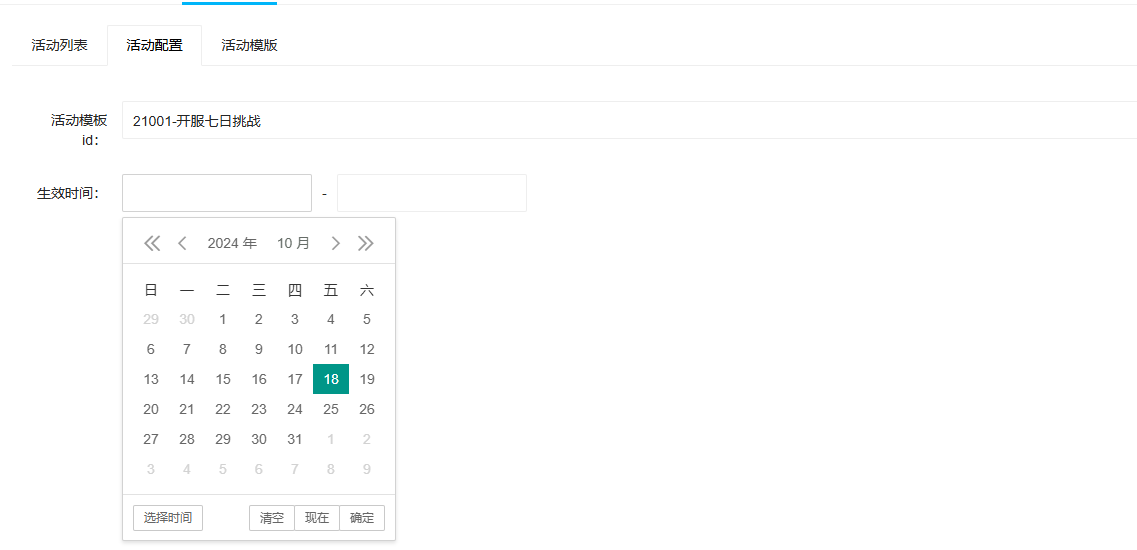 活动列表 活动配置 活动模版
活动模板 21001-开服七日挑战
id：
生效时间： -
2024 年 10 月
日 一 二 三 四 五 六
29 30 1 2 3 4 5
6 7 8 9 10 11 12
13 14 15 16 17 18 19
20 21 22 23 24 25 26
27 28 29 30 31 1 2
3 4 5 6 7 8 9
选择时间 清空 现在 确定